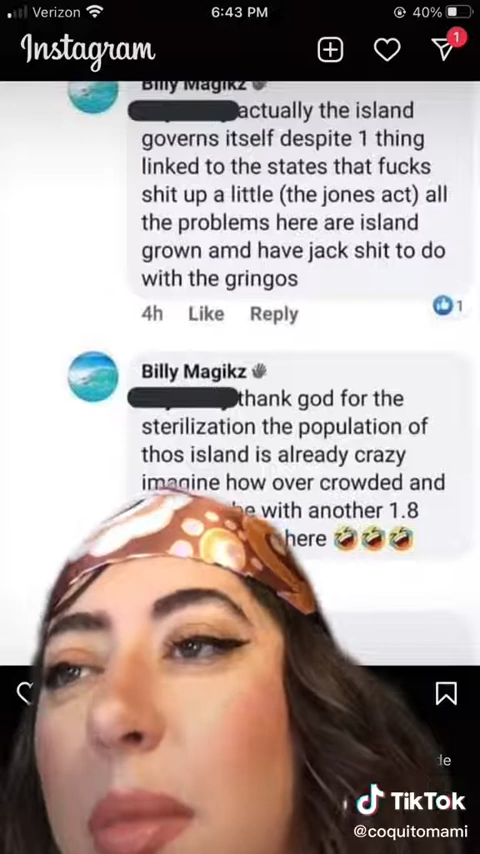 Verizon 6:43 PM 40%
Instagram
1
Billy Magikz
actually the island
governs itself despite 1 thing
linked to the states that fucks
shit up a little (the jones act) all
the problems here are island
grown amd have jack shit to do
with the gringos
4h Like Reply 1
Billy Magikz
thank god for the
sterilization the population of
thos island is already crazy
imagine how over crowded and
be with another 1.8
here 🤣🤣🤣
TikTok
@coquitomami